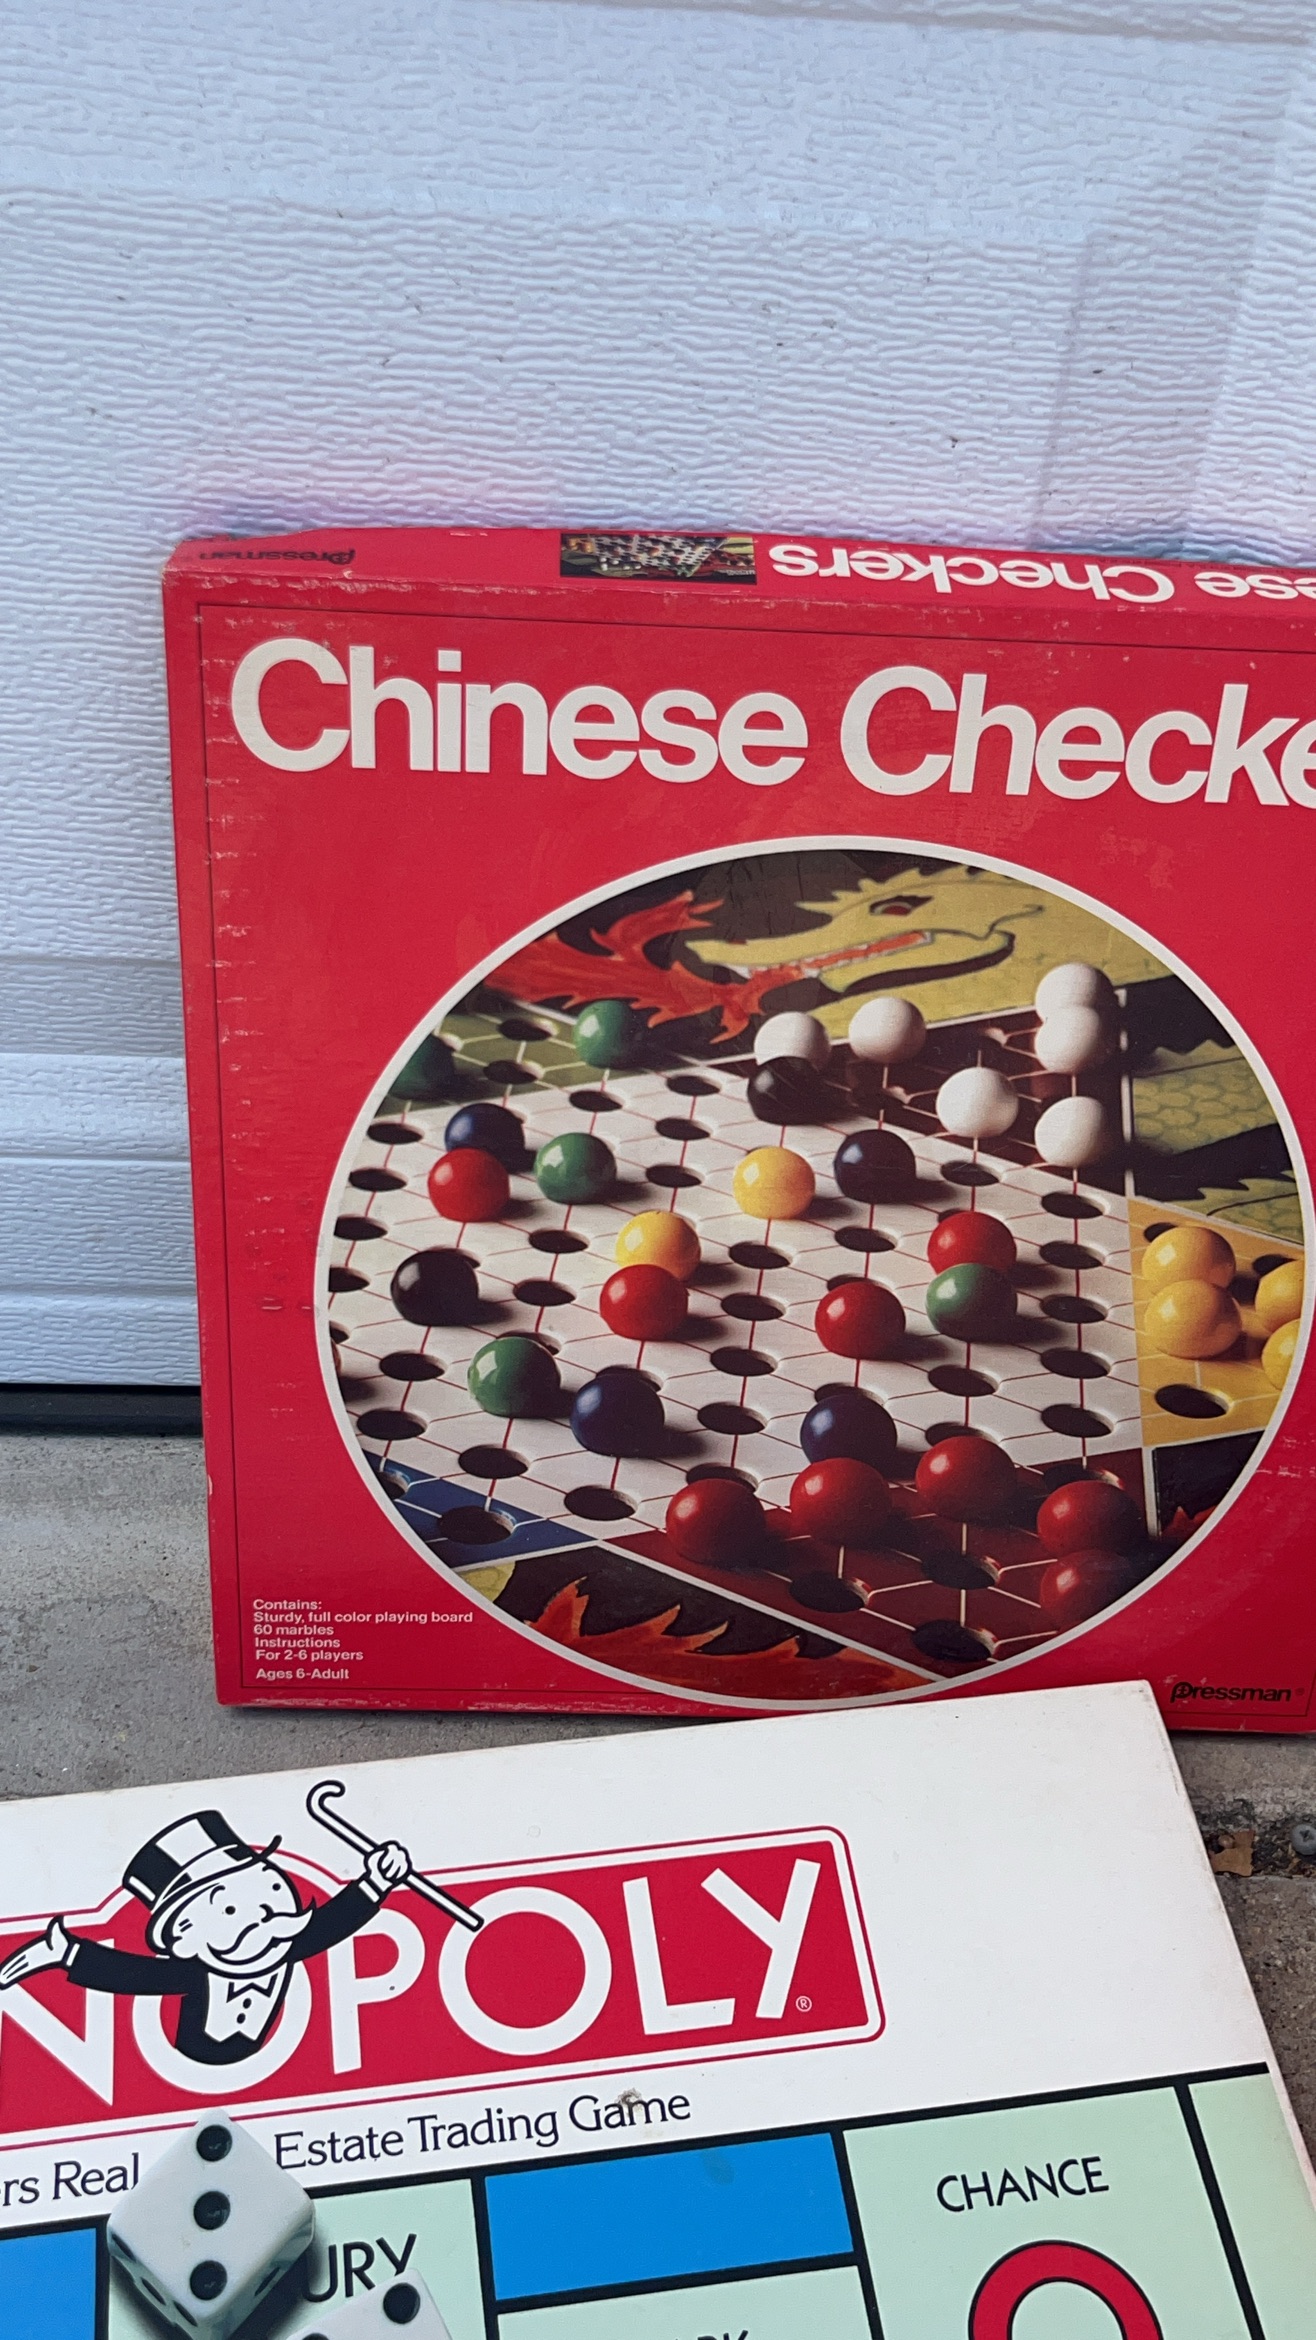 Pressman
ese Checkers
Chinese Checke
Contains:
Sturdy, full color playing board
60 marbles
Instructions
For 2-6 players
Ages 6-Adult
Pressman®
NOPOLY®
rs Real Estate Trading Game
URY
CHANCE